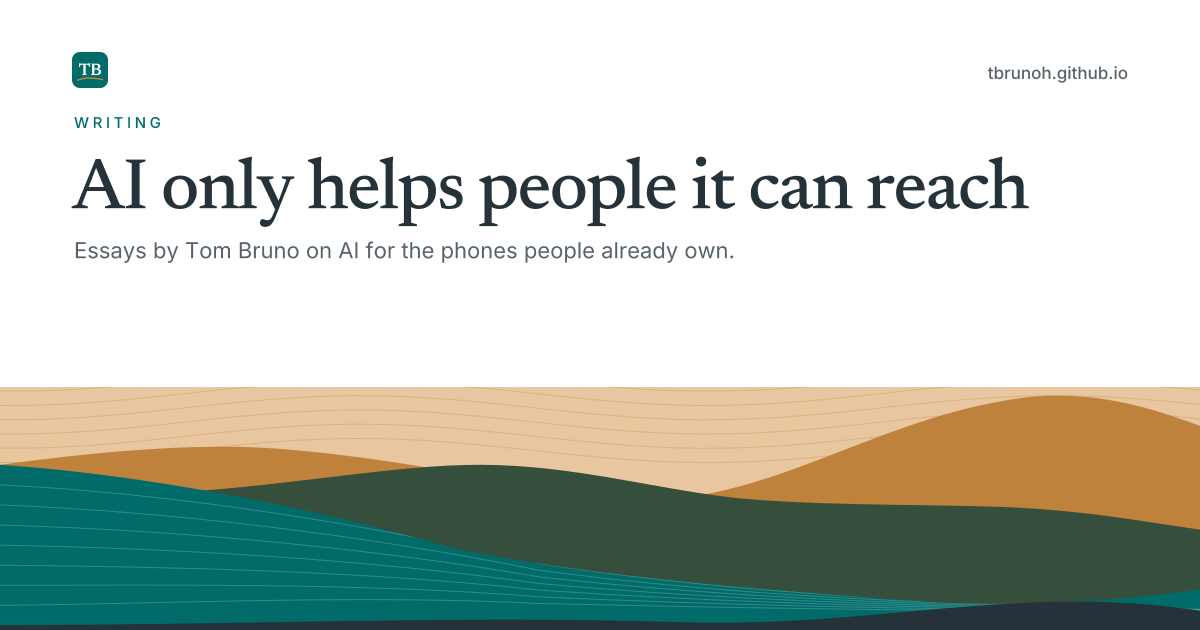 TB
tbrunoh.github.io
WRITING
AI only helps people it can reach
Essays by Tom Bruno on AI for the phones people already own.